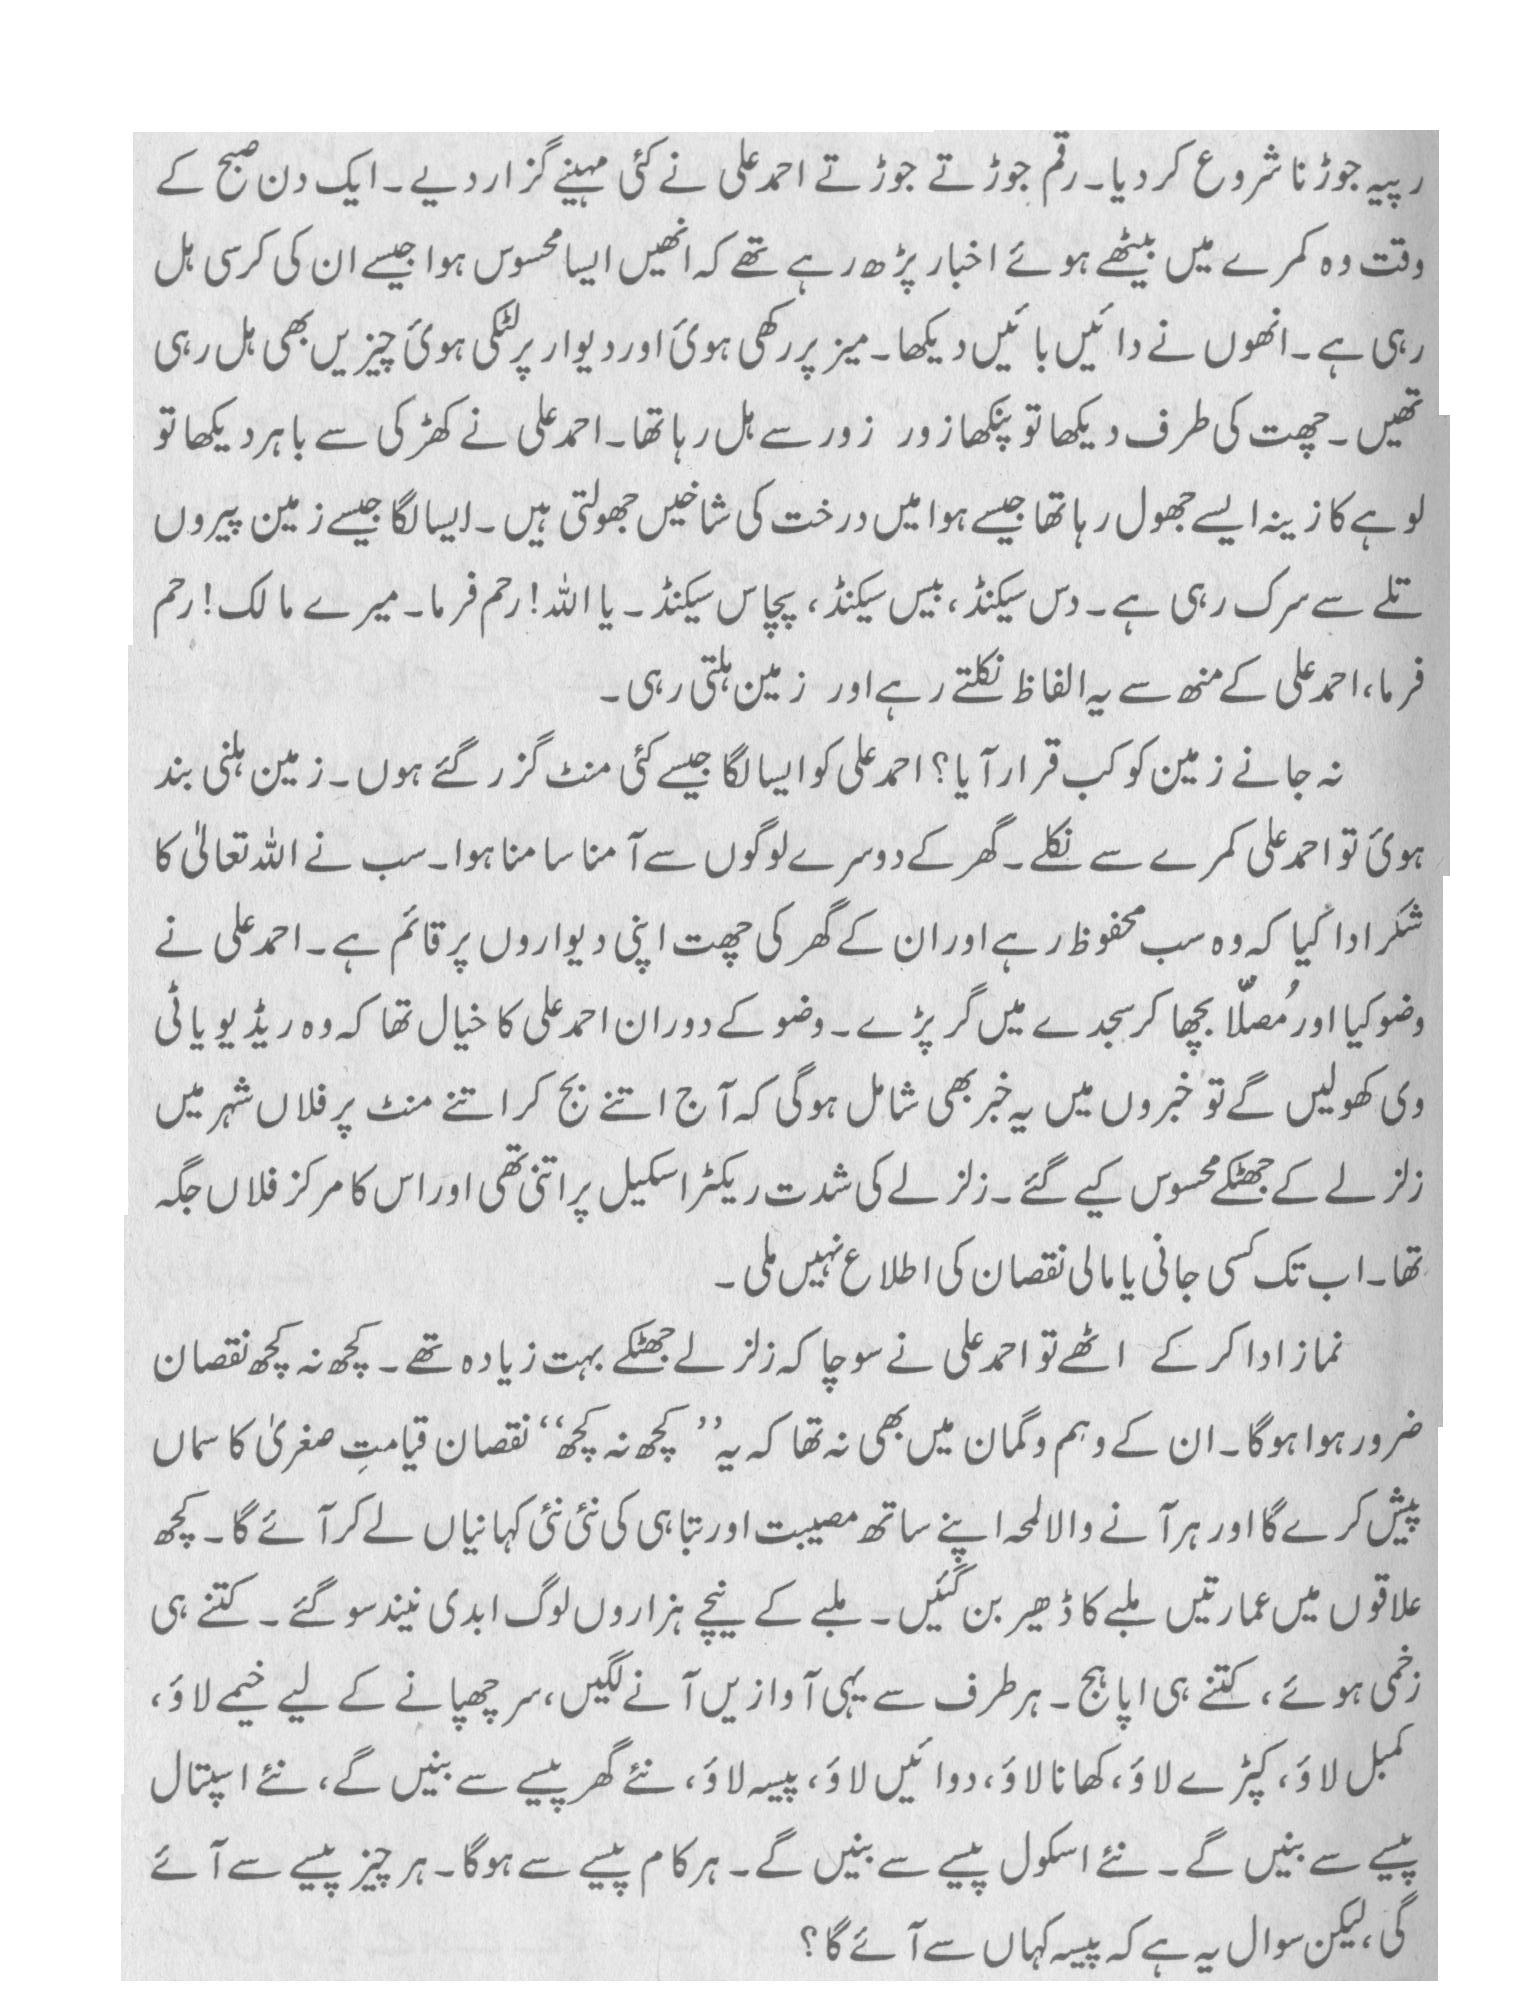 رپیہ جوڑنا شروع کر دیا۔ رقم جوڑتے جوڑتے احمد علی نے کئی مہینے گزار دیے۔ ایک دن صبح کے
وقت وہ کمرے میں بیٹھے ہوئے اخبار پڑھ رہے تھے کہ انھیں ایسا محسوس ہوا جیسے ان کی کرسی ہل
رہی ہے۔ انھوں نے دائیں بائیں دیکھا۔ میز پر رکھی ہوئ اور دیوار پر لٹکی ہوئ چیزیں بھی ہل رہی
تھیں۔ چھت کی طرف دیکھا تو پنکھا زور زور سے ہل رہا تھا۔ احمد علی نے کھڑکی سے باہر دیکھا تو
لوہے کا زینہ ایسے جھول رہا تھا جیسے ہوا میں درخت کی شاخیں جھولتی ہیں۔ ایسا لگا جیسے زمین پیروں
تلے سے سرک رہی ہے۔ دس سیکنڈ، بیس سیکنڈ، پچاس سیکنڈ۔ یا اللہ! رحم فرما۔ میرے مالک! رحم
فرما، احمد علی کے منھ سے یہ الفاظ نکلتے رہے اور زمین ہلتی رہی۔
نہ جانے زمین کو کب قرار آیا؟ احمد علی کو ایسا لگا جیسے کئی منٹ گزر گئے ہوں۔ زمین ہلنی بند
ہوئ تو احمد علی کمرے سے نکلے۔ گھر کے دوسرے لوگوں سے آمنا سامنا ہوا۔ سب نے اللہ تعالیٰ کا
شکر ادا کیا کہ وہ سب محفوظ رہے اور ان کے گھر کی چھت اپنی دیواروں پر قائم ہے۔ احمد علی نے
وضو کیا اور مُصلّا بچھا کر سجدے میں گر پڑے۔ وضو کے دوران احمد علی کا خیال تھا کہ وہ ریڈیو یا ٹی
وی کھولیں گے تو خبروں میں یہ خبر بھی شامل ہوگی کہ آج اتنے بج کر اتنے منٹ پر فلاں شہر میں
زلزلے کے جھٹکے محسوس کیے گئے۔ زلزلے کی شدت ریکٹر اسکیل پر اتنی تھی اور اس کا مرکز فلاں جگہ
تھا۔ اب تک کسی جانی یا مالی نقصان کی اطلاع نہیں ملی۔
نماز ادا کر کے اٹھے تو احمد علی نے سوچا کہ زلزلے جھٹکے بہت زیادہ تھے۔ کچھ نہ کچھ نقصان
ضرور ہوا ہوگا۔ ان کے وہم و گمان میں بھی نہ تھا کہ یہ ”کچھ نہ کچھ“ نقصان قیامتِ صغریٰ کا سماں
پیش کرے گا اور ہر آنے والا لمحہ اپنے ساتھ مصیبت اور تباہی کی نئی نئی کہانیاں لے کر آئے گا۔ کچھ
علاقوں میں عمارتیں ملبے کا ڈھیر بن گئیں۔ ملبے کے نیچے ہزاروں لوگ ابدی نیند سو گئے۔ کتنے ہی
زخمی ہوئے، کتنے ہی اپاہج۔ ہر طرف سے یہی آوازیں آنے لگیں، سر چھپانے کے لیے خیمے لاؤ،
کمبل لاؤ، کپڑے لاؤ، کھانا لاؤ، دوائیں لاؤ، پیسہ لاؤ، نئے گھر پیسے سے بنیں گے، نئے اسپتال
پیسے سے بنیں گے۔ نئے اسکول پیسے سے بنیں گے۔ ہر کام پیسے سے ہوگا۔ ہر چیز پیسے سے آئے
گی، لیکن سوال یہ ہے کہ پیسہ کہاں سے آئے گا؟